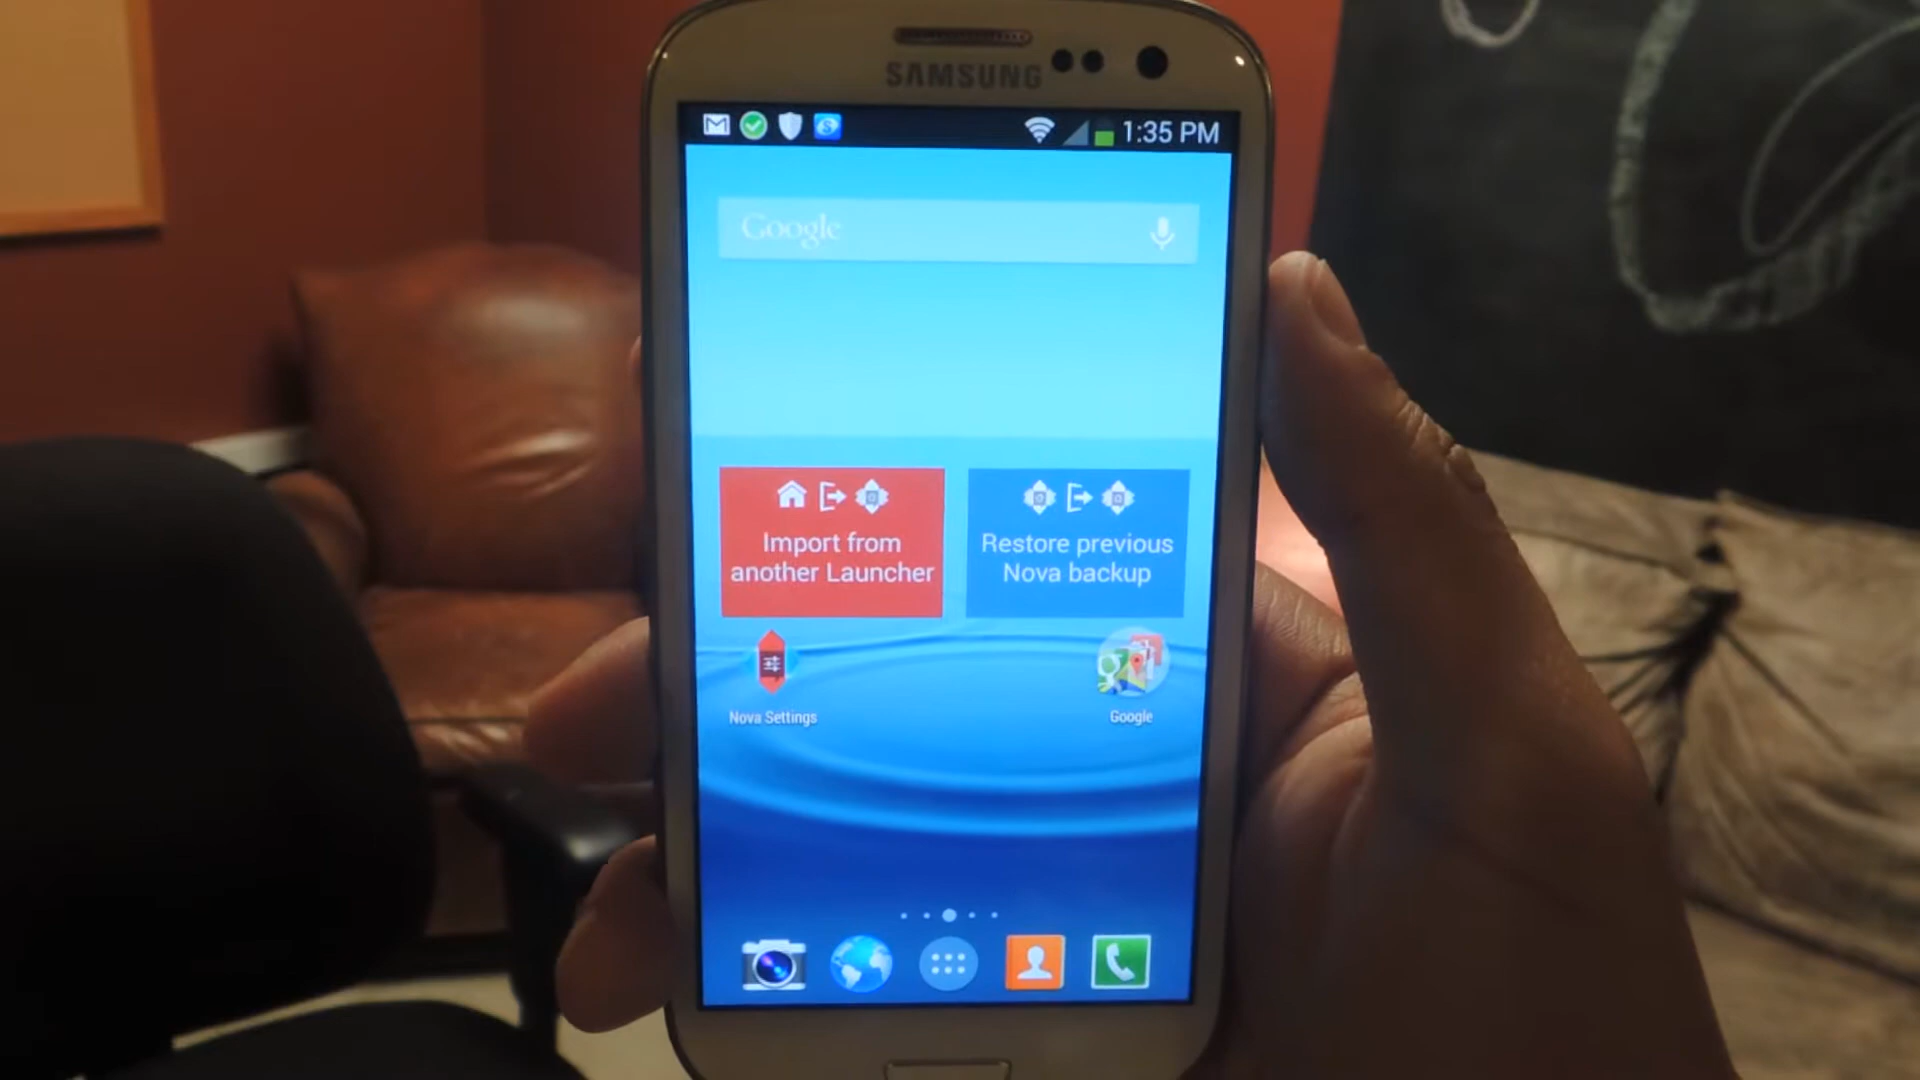 SAMSUNG
1:35 PM
Google
Import from
another Launcher
Restore previous
Nova backup
Nova Settings
Google